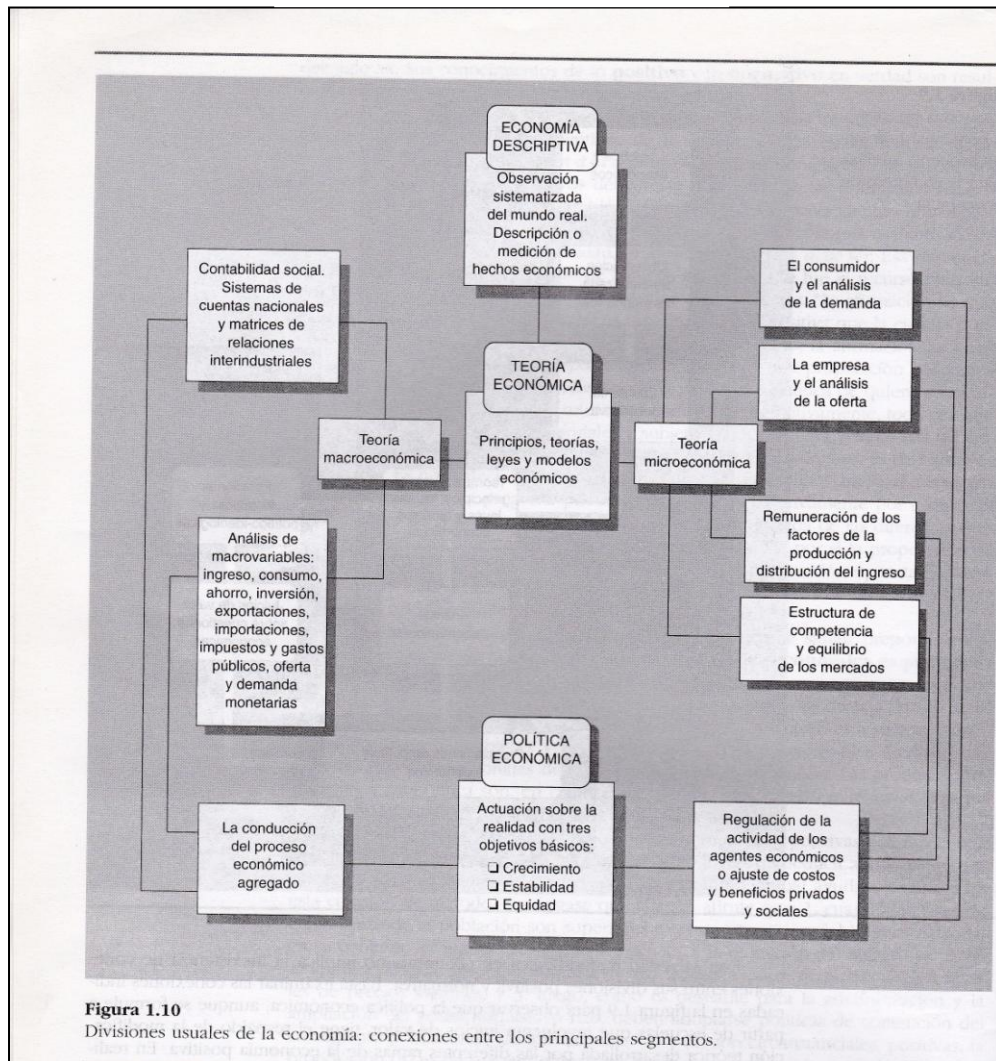 ECONOMÍA
DESCRIPTIVA
Observación
sistematizada
del mundo real.
Descripción o
medición de
hechos económicos
Contabilidad social.
Sistemas de
cuentas nacionales
y matrices de
relaciones
interindustriales
El consumidor
y el análisis
de la demanda
La empresa
y el análisis
de la oferta
TEORÍA
ECONÓMICA
Principios, teorías,
leyes y modelos
económicos
Teoría
macroeconómica
Teoría
microeconómica
Análisis de
macrovariables:
ingreso, consumo,
ahorro, inversión,
exportaciones,
importaciones,
impuestos y gastos
públicos, oferta
y demanda
monetarias
Remuneración de los
factores de la
producción y
distribución del ingreso
Estructura de
competencia
y equilibrio
de los mercados
POLÍTICA
ECONÓMICA
Actuación sobre la
realidad con tres
objetivos básicos:
❏ Crecimiento
❏ Estabilidad
❏ Equidad
La conducción
del proceso
económico
agregado
Regulación de la
actividad de los
agentes económicos
o ajuste de costos
y beneficios privados
y sociales
Figura 1.10
Divisiones usuales de la economía: conexiones entre los principales segmentos.